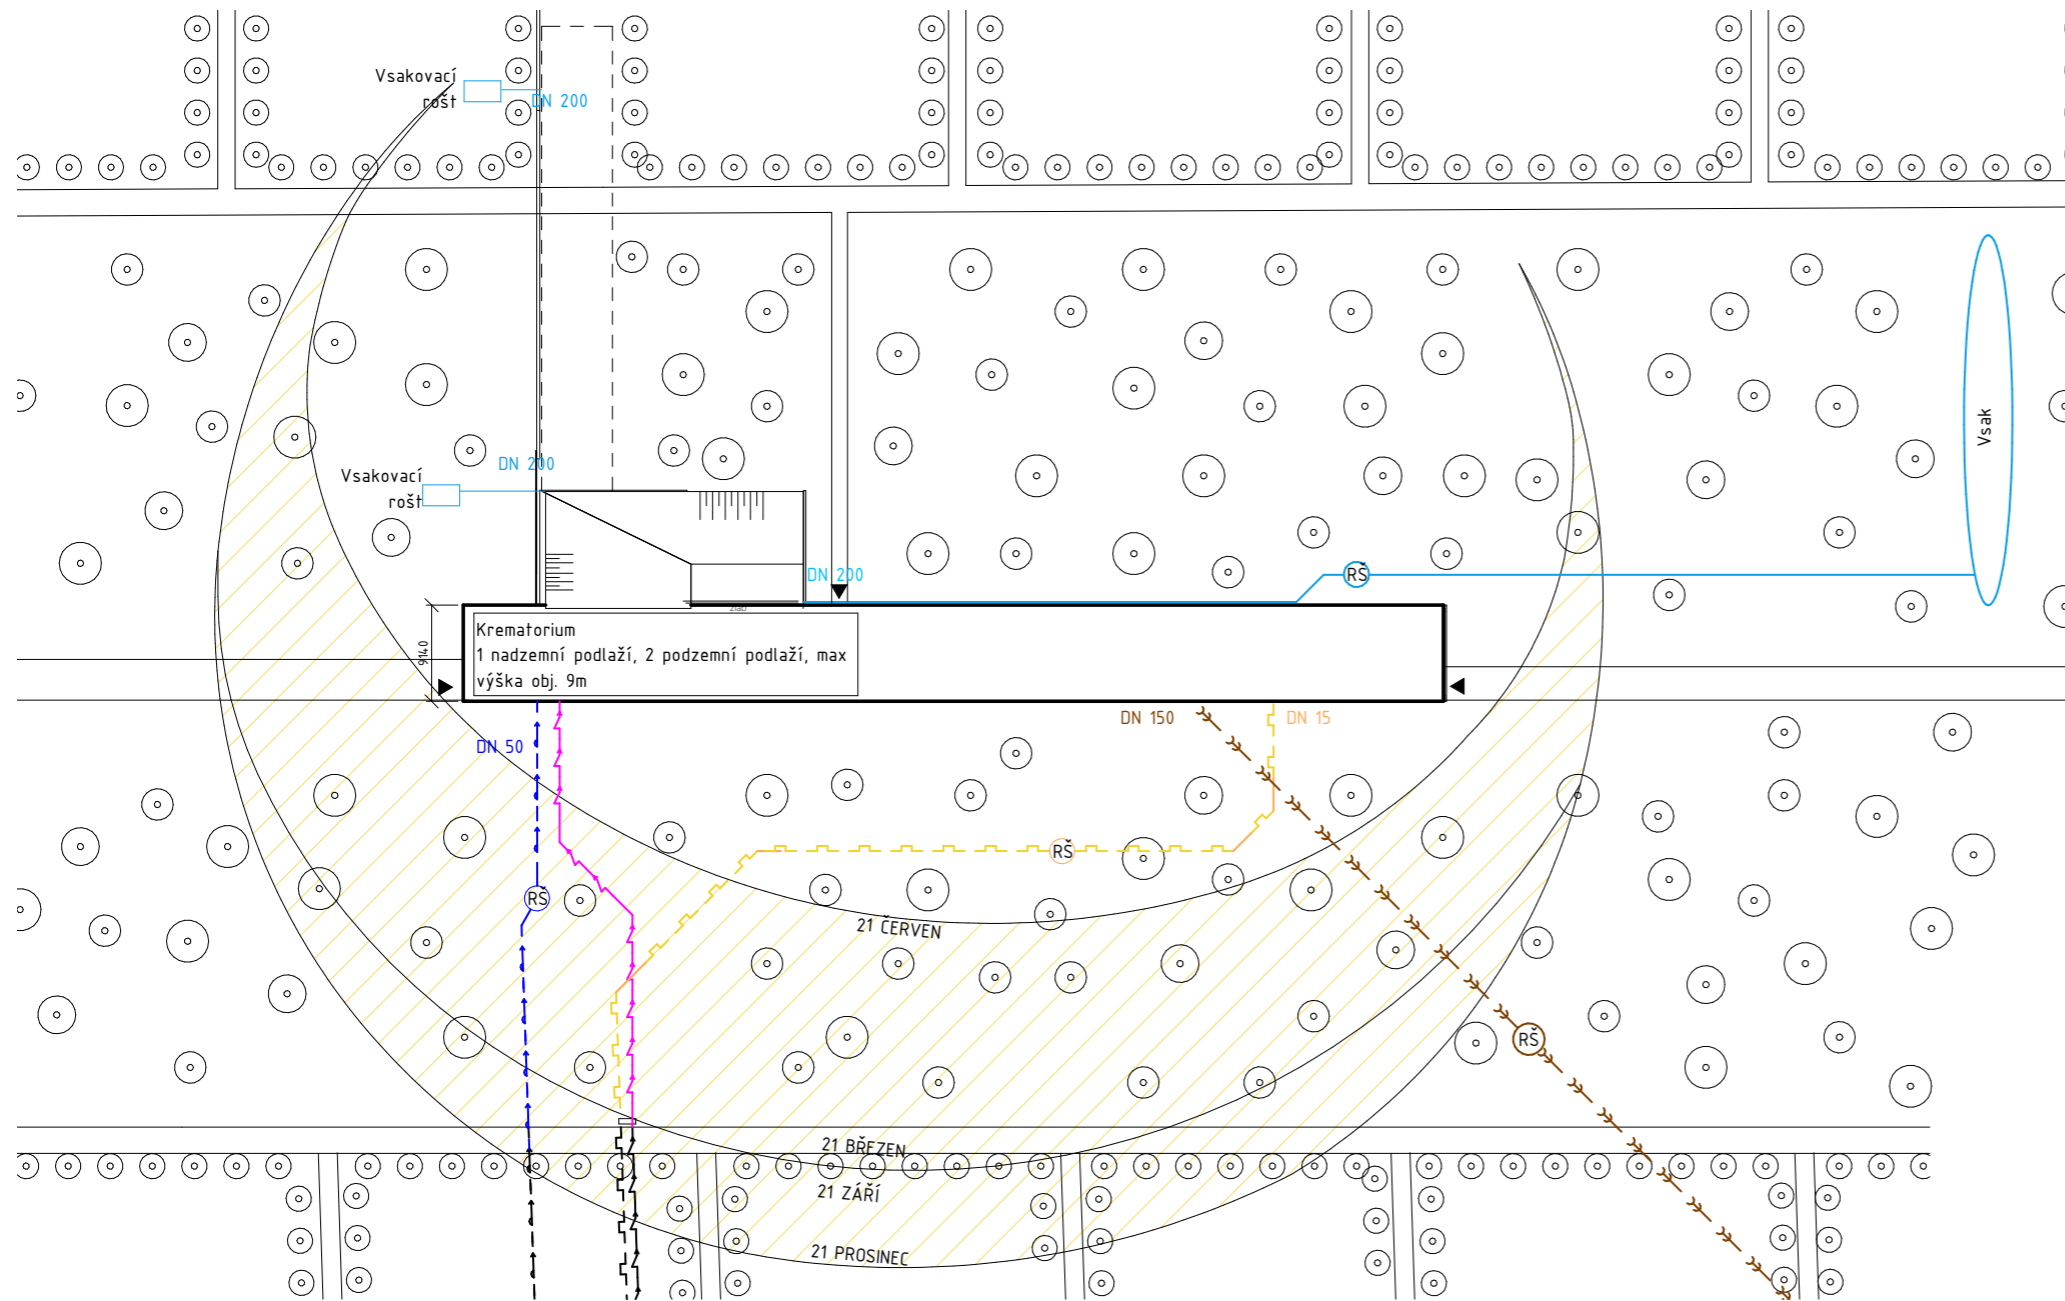 Vsakovací
rošt
DN 200
Vsak
DN 200
Vsakovací
rošt
DN 200
RŠ
žlab
Krematorium
1 nadzemní podlaží, 2 podzemní podlaží, max
výška obj. 9m
9140
DN 150
DN 15
DN 50
RŠ
RŠ
21 ČERVEN
RŠ
21 BŘEZEN
21 ZÁŘÍ
21 PROSINEC